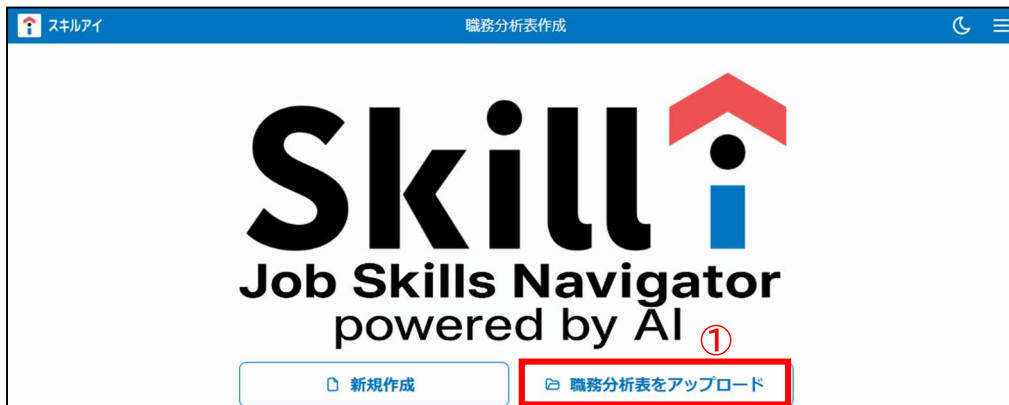 スキルアイ 職務分析表作成
Skilli
Job Skills Navigator
powered by AI
①
新規作成 職務分析表をアップロード